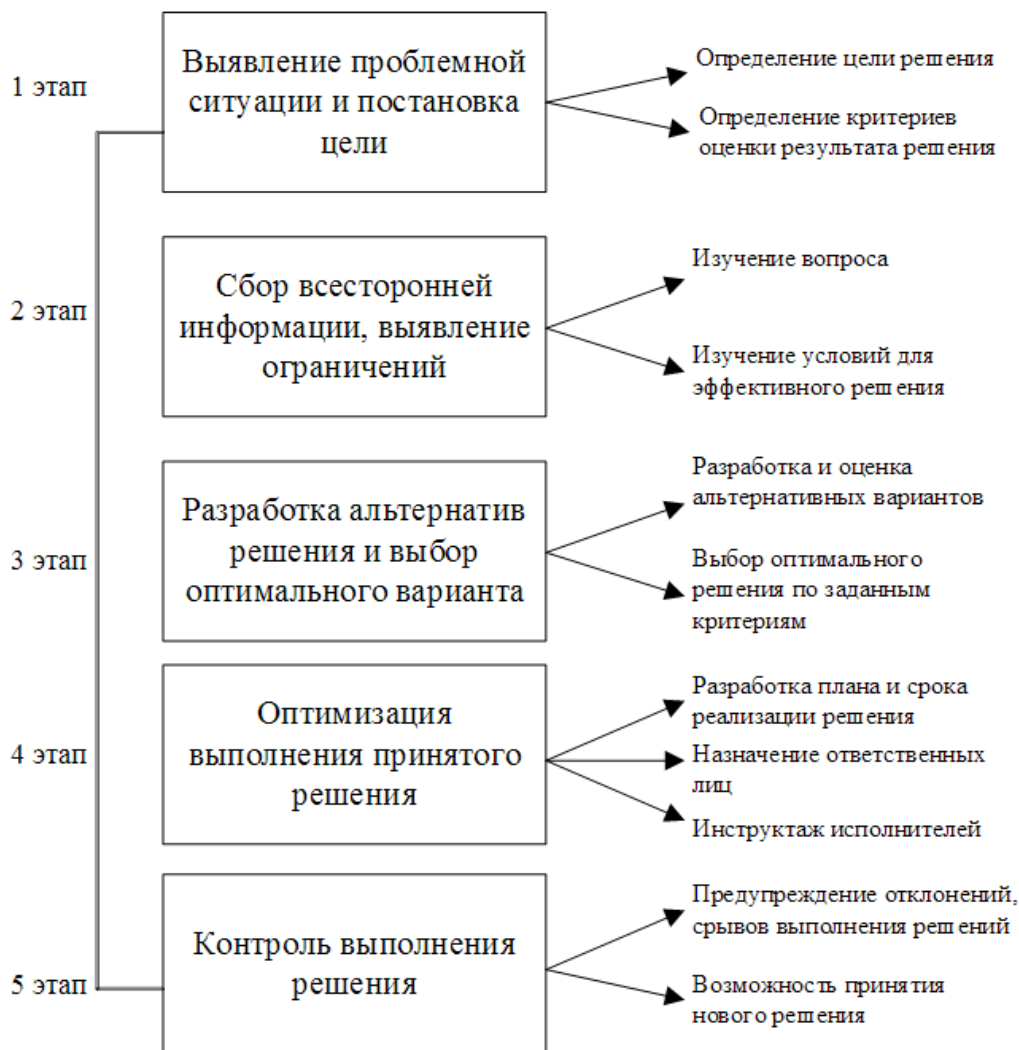 1 этап
Выявление проблемной
ситуации и постановка
цели
Определение цели решения
Определение критериев
оценки результата решения
2 этап
Сбор всесторонней
информации, выявление
ограничений
Изучение вопроса
Изучение условий для
эффективного решения
3 этап
Разработка альтернатив
решения и выбор
оптимального варианта
Разработка и оценка
альтернативных вариантов
Выбор оптимального
решения по заданным
критериям
4 этап
Оптимизация
выполнения принятого
решения
Разработка плана и срока
реализации решения
Назначение ответственных
лиц
Инструктаж исполнителей
5 этап
Контроль выполнения
решения
Предупреждение отклонений,
срывов выполнения решений
Возможность принятия
нового решения